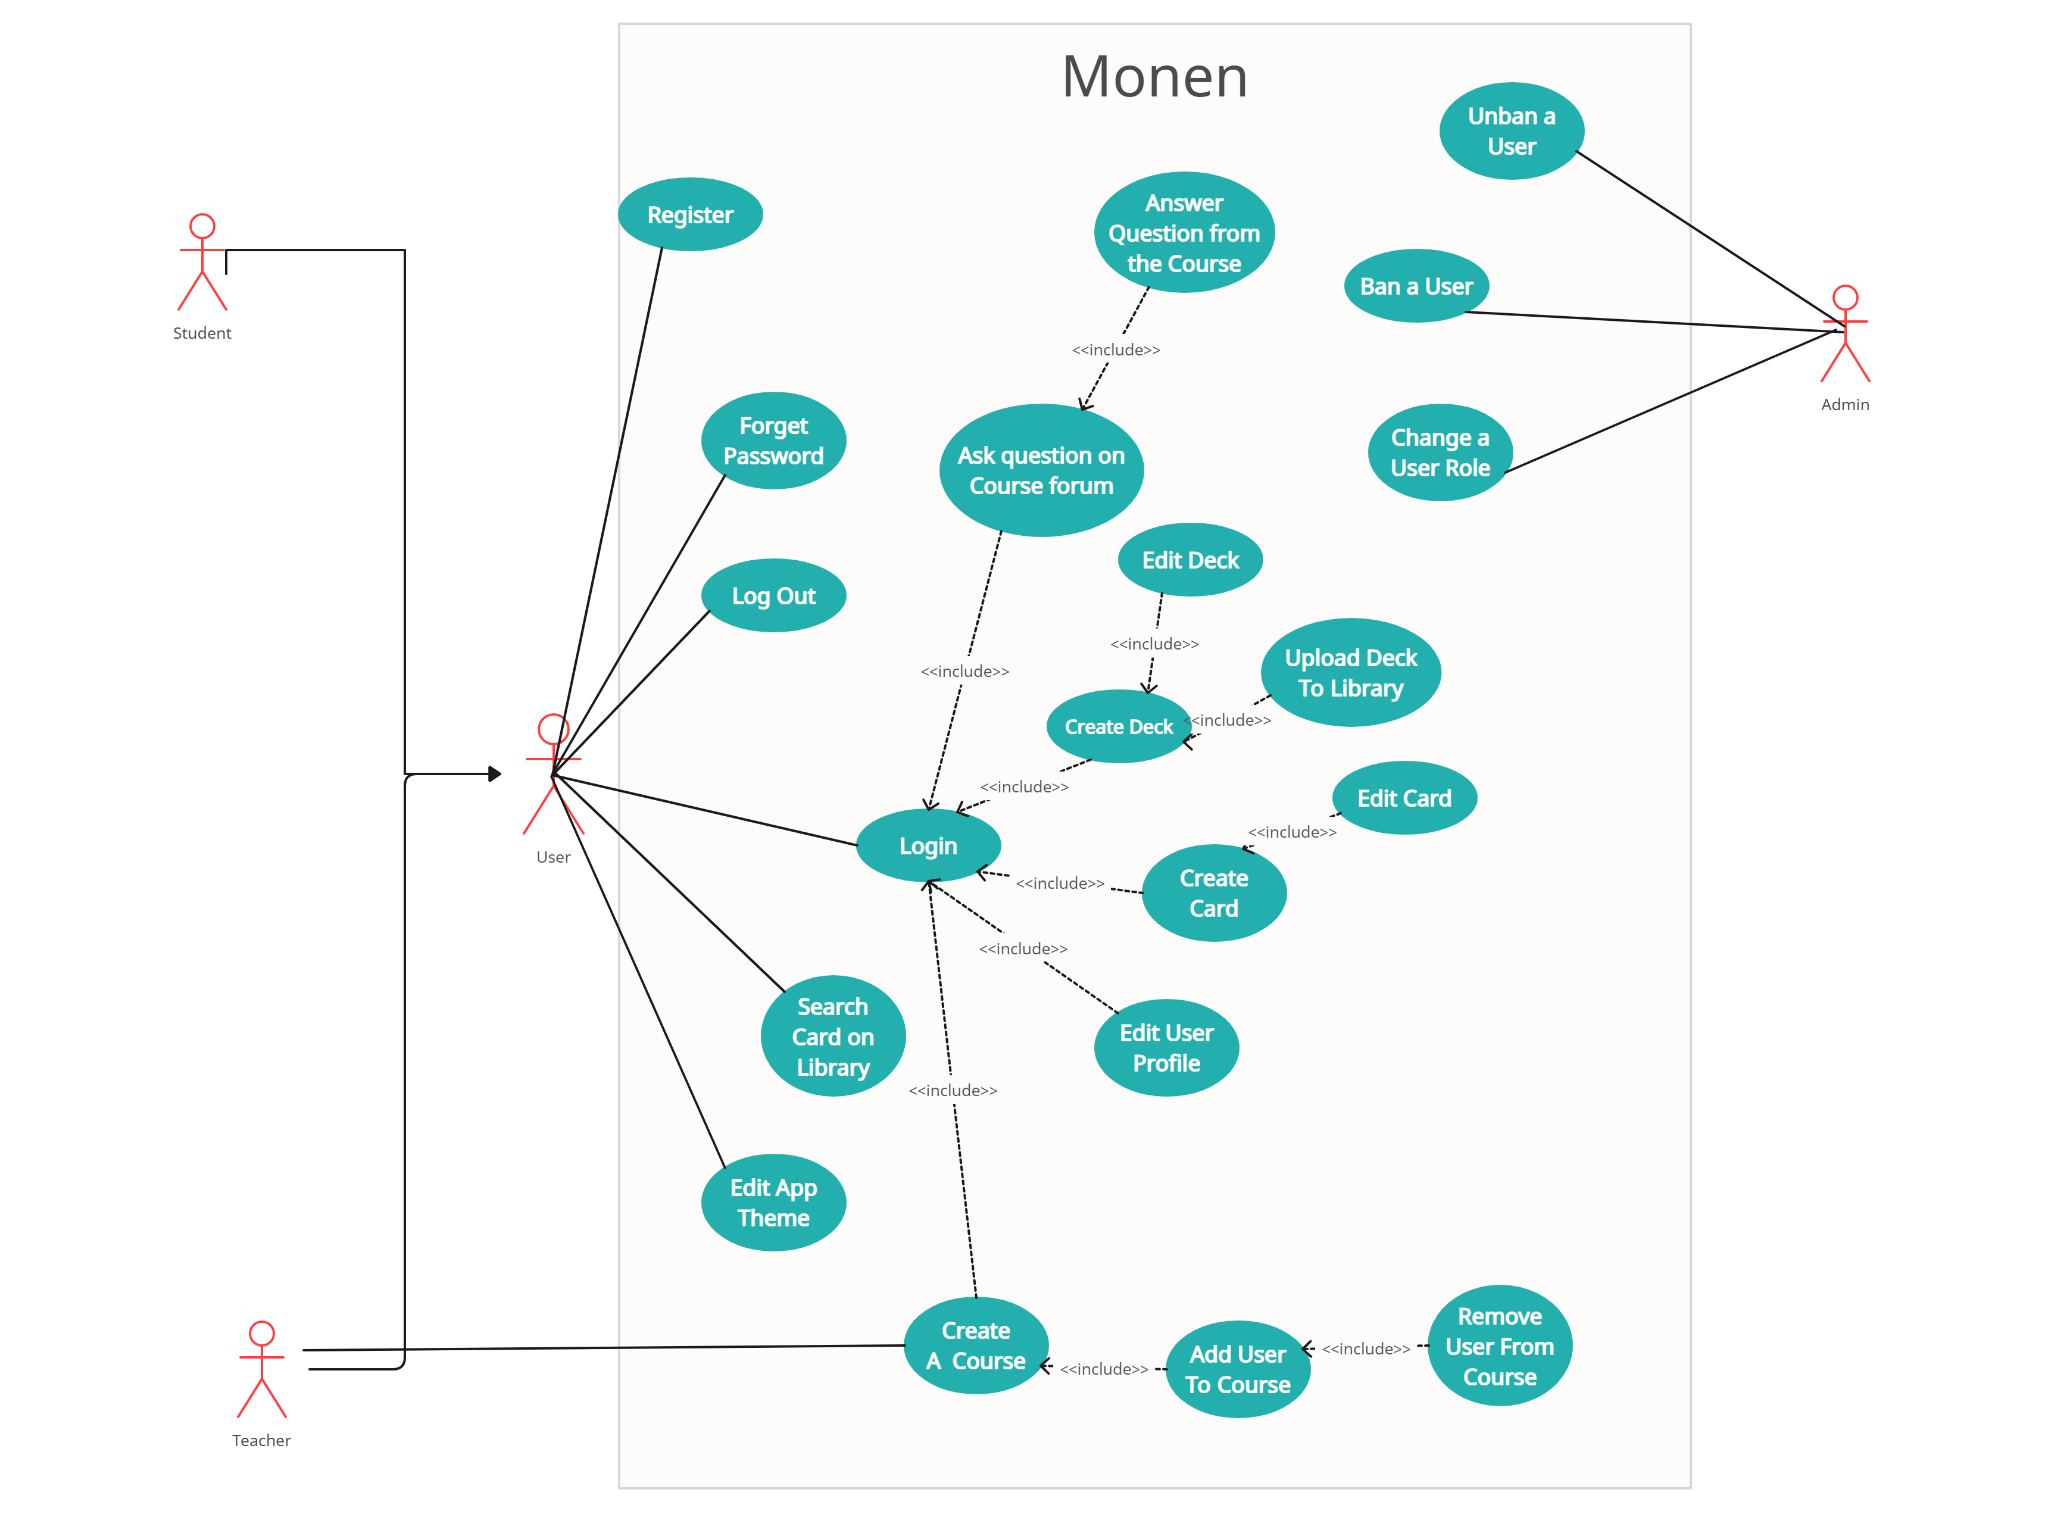 Monen
Unban a
User
Answer
Question from
the Course
Register
Ban a User
Student
<<include>>
Admin
Forget
Password
Change a
User Role
Ask question on
Course forum
Edit Deck
Log Out
<<include>>
<<include>>
Upload Deck
To Library
Create Deck
<<include>>
<<include>>
Edit Card
<<include>>
User
Login
<<include>>
Create
Card
<<include>>
Search
Card on
Library
Edit User
Profile
<<include>>
Edit App
Theme
Create
A  Course
<<include>>
Add User
To Course
<<include>>
Remove
User From
Course
Teacher